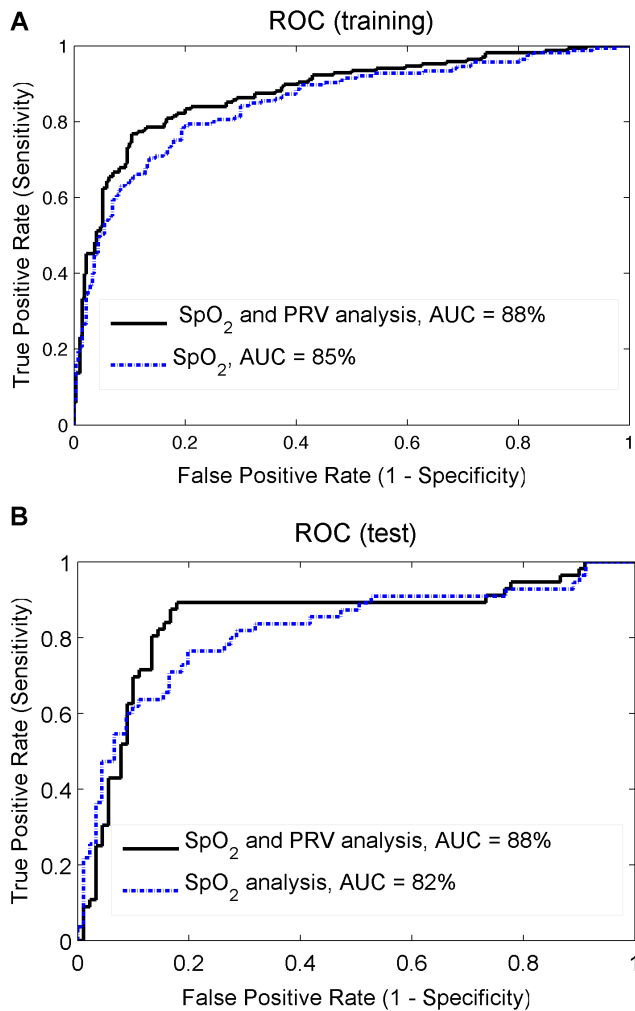 A
ROC (training)
1
0.8
0.6
0.4
0.2
0
True Positive Rate (Sensitivity)
SpO2 and PRV analysis, AUC = 88%
SpO2, AUC = 85%
0 0.2 0.4 0.6 0.8 1
False Positive Rate (1 - Specificity)
B
ROC (test)
1
0.8
0.6
0.4
0.2
0
True Positive Rate (Sensitivity)
SpO2 and PRV analysis, AUC = 88%
SpO2 analysis, AUC = 82%
0 0.2 0.4 0.6 0.8 1
False Positive Rate (1 - Specificity)